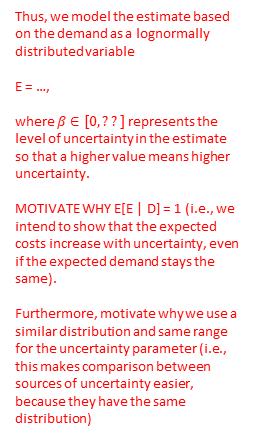 Thus, we model the estimate based
on the demand as a lognormally
distributed variable
E = …,
where β ∈ [0,??] represents the
level of uncertainty in the estimate
so that a higher value means higher
uncertainty.
MOTIVATE WHY E[E | D] = 1 (i.e., we
intend to show that the expected
costs increase with uncertainty, even
if the expected demand stays the
same).
Furthermore, motivate why we use a
similar distribution and same range
for the uncertainty parameter (i.e.,
this makes comparison between
sources of uncertainty easier,
because they have the same
distribution)